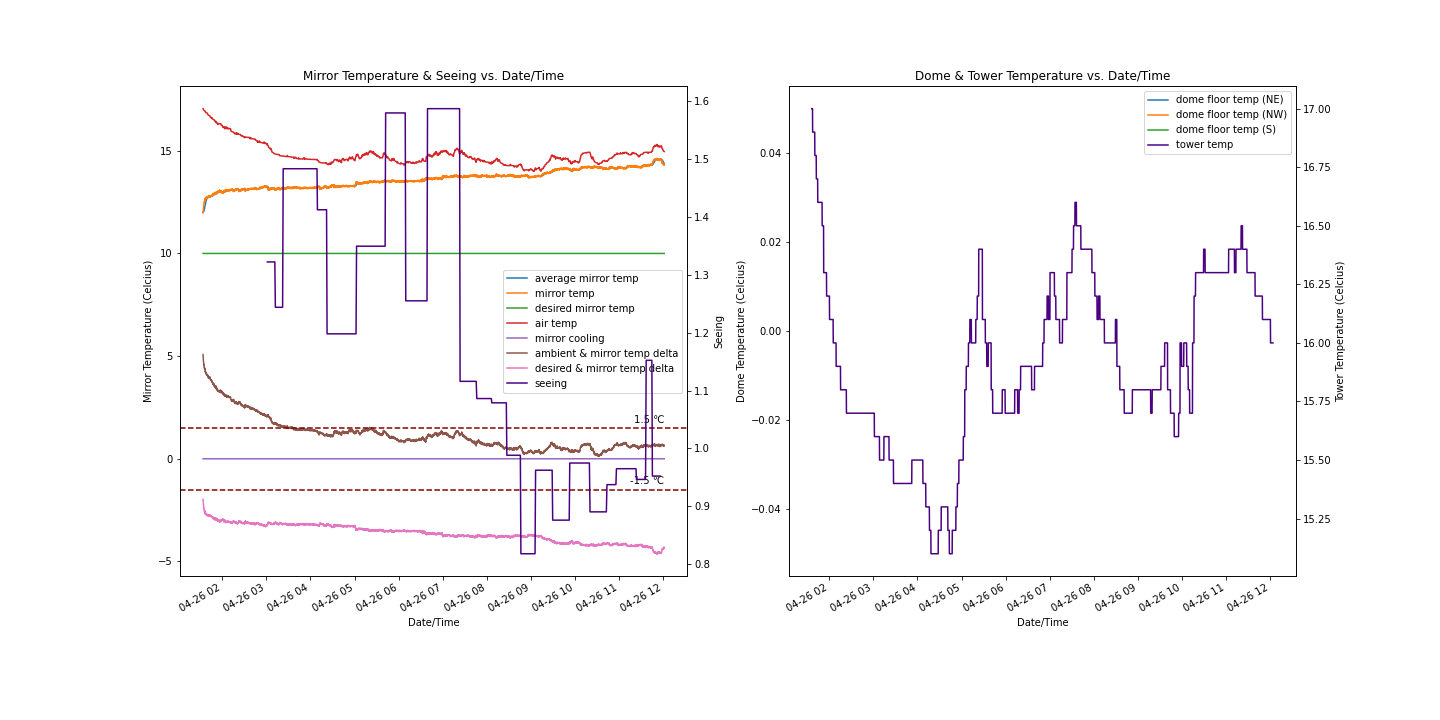 Mirror Temperature & Seeing vs. Date/Time
Mirror Temperature (Celcius)
15
10
5
0
−5
1.6
1.5
1.4
1.3
1.2
1.1
1.0
0.9
0.8
Seeing
average mirror temp
mirror temp
desired mirror temp
air temp
mirror cooling
ambient & mirror temp delta
desired & mirror temp delta
seeing
1.5 °C
-1.5 °C
04-26 02
04-26 03
04-26 04
04-26 05
04-26 06
04-26 07
04-26 08
04-26 09
04-26 10
04-26 11
04-26 12
Date/Time
Dome & Tower Temperature vs. Date/Time
Dome Temperature (Celcius)
0.04
0.02
0.00
−0.02
−0.04
dome floor temp (NE)
dome floor temp (NW)
dome floor temp (S)
tower temp
17.00
16.75
16.50
16.25
16.00
15.75
15.50
15.25
Tower Temperature (Celcius)
04-26 02
04-26 03
04-26 04
04-26 05
04-26 06
04-26 07
04-26 08
04-26 09
04-26 10
04-26 11
04-26 12
Date/Time